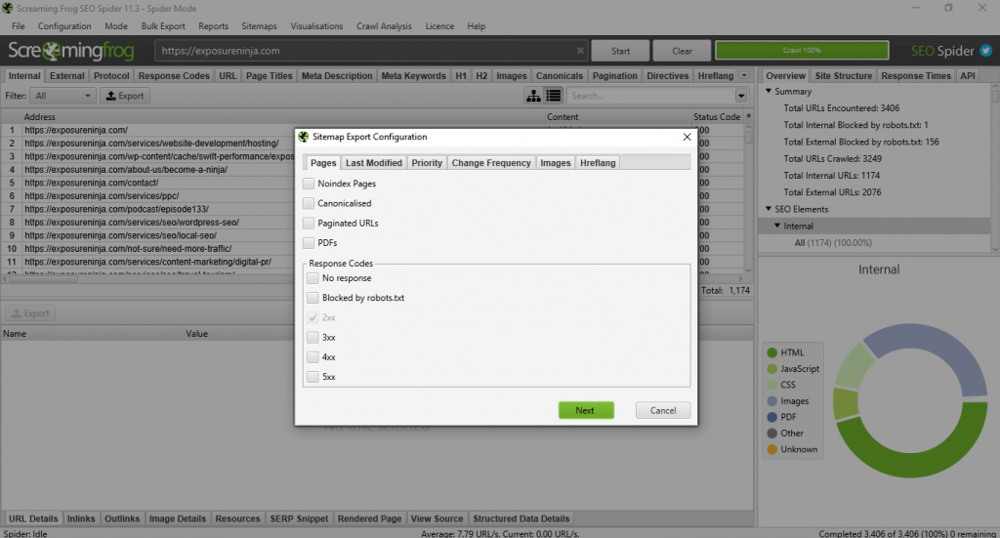 Screaming Frog SEO Spider 11.3 - Spider Mode
File Configuration Mode Bulk Export Reports Sitemaps Visualisations Crawl Analysis Licence Help
Screamingfrog https://exposureninja.com Start Clear Crawl 100% SEO Spider
Internal External Protocol Response Codes URL Page Titles Meta Description Meta Keywords H1 H2 Images Canonicals Pagination Directives Hreflang
Filter: All Export Search...
Address Content Status Code
1 https://exposureninja.com/
2 https://exposureninja.com/services/website-development/hosting/
3 https://exposureninja.com/wp-content/cache/swift-performance/expos
4 https://exposureninja.com/about-us/become-a-ninja/
5 https://exposureninja.com/contact/
6 https://exposureninja.com/services/ppc/
7 https://exposureninja.com/podcast/episode133/
8 https://exposureninja.com/services/seo/wordpress-seo/
9 https://exposureninja.com/services/seo/local-seo/
10 https://exposureninja.com/not-sure/need-more-traffic/
11 https://exposureninja.com/services/content-marketing/digital-pr/
Total: 1,174
Export
Name Value
No URL selected
URL Details Inlinks Outlinks Image Details Resources SERP Snippet Rendered Page View Source Structured Data Details
Sitemap Export Configuration
Pages Last Modified Priority Change Frequency Images Hreflang
Noindex Pages
Canonicalised
Paginated URLs
PDFs
Response Codes
No response
Blocked by robots.txt
2xx
3xx
4xx
5xx
Next Cancel
Overview Site Structure Response Times API
Summary
Total URLs Encountered: 3406
Total Internal Blocked by robots.txt: 1
Total External Blocked by robots.txt: 156
Total URLs Crawled: 3249
Total Internal URLs: 1174
Total External URLs: 2076
SEO Elements
Internal
All (1174) (100.00%)
Internal
HTML
JavaScript
CSS
Images
PDF
Other
Unknown
Spider: Idle Average: 7.79 URL/s. Current: 0.00 URL/s. Completed 3,406 of 3,406 (100%) 0 remaining